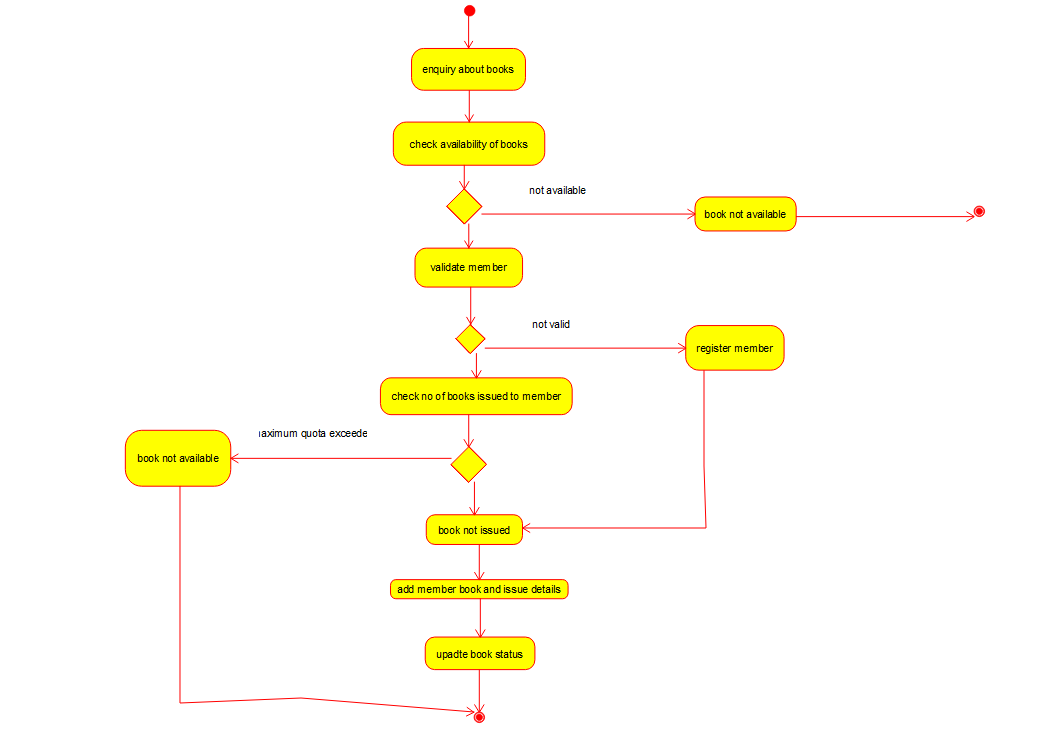 enquiry about books
check availability of books
not available
book not available
validate member
not valid
register member
check no of books issued to member
aximum quota exceede
book not available
book not issued
add member book and issue details
upadte book status